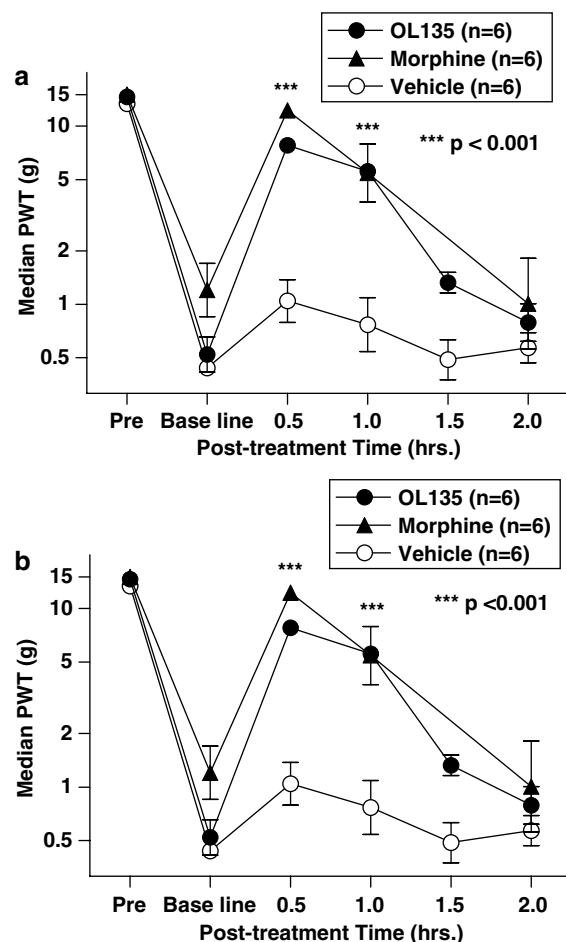 OL135 (n=6)
Morphine (n=6)
Vehicle (n=6)
a
*** p < 0.001
***
***
Median PWT (g)
15
10
5
2
1
0.5
Pre Base line 0.5 1.0 1.5 2.0
Post-treatment Time (hrs.)
OL135 (n=6)
Morphine (n=6)
Vehicle (n=6)
b
*** p <0.001
***
***
Median PWT (g)
15
10
5
2
1
0.5
Pre Base line 0.5 1.0 1.5 2.0
Post-treatment Time (hrs.)